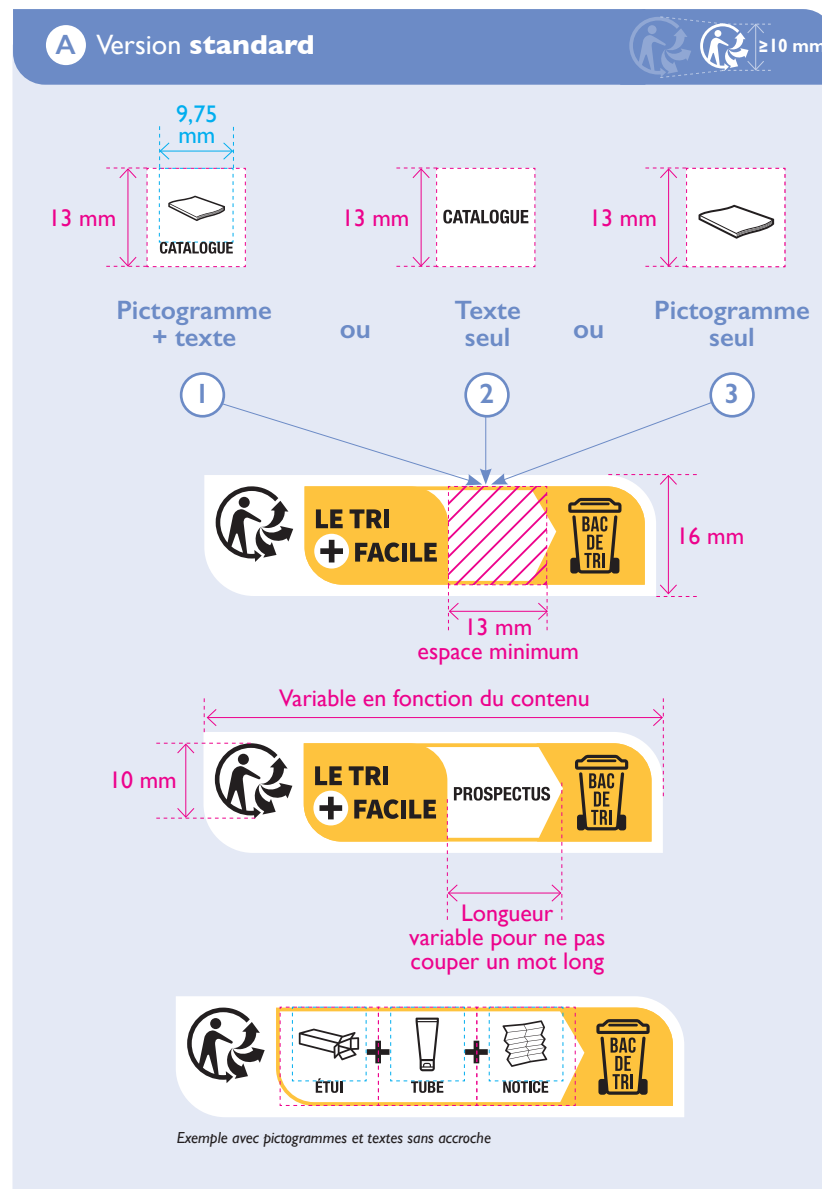 A Version standard
≥10 mm
9,75
mm
13 mm
CATALOGUE
13 mm
CATALOGUE
13 mm
Pictogramme
+ texte
ou
Texte
seul
ou
Pictogramme
seul
1
2
3
LE TRI
+ FACILE
BAC
DE
TRI
16 mm
13 mm
espace minimum
Variable en fonction du contenu
10 mm
LE TRI
+ FACILE
PROSPECTUS
BAC
DE
TRI
Longueur
variable pour ne pas
couper un mot long
+
+
ÉTUI
TUBE
NOTICE
BAC
DE
TRI
Exemple avec pictogrammes et textes sans accroche